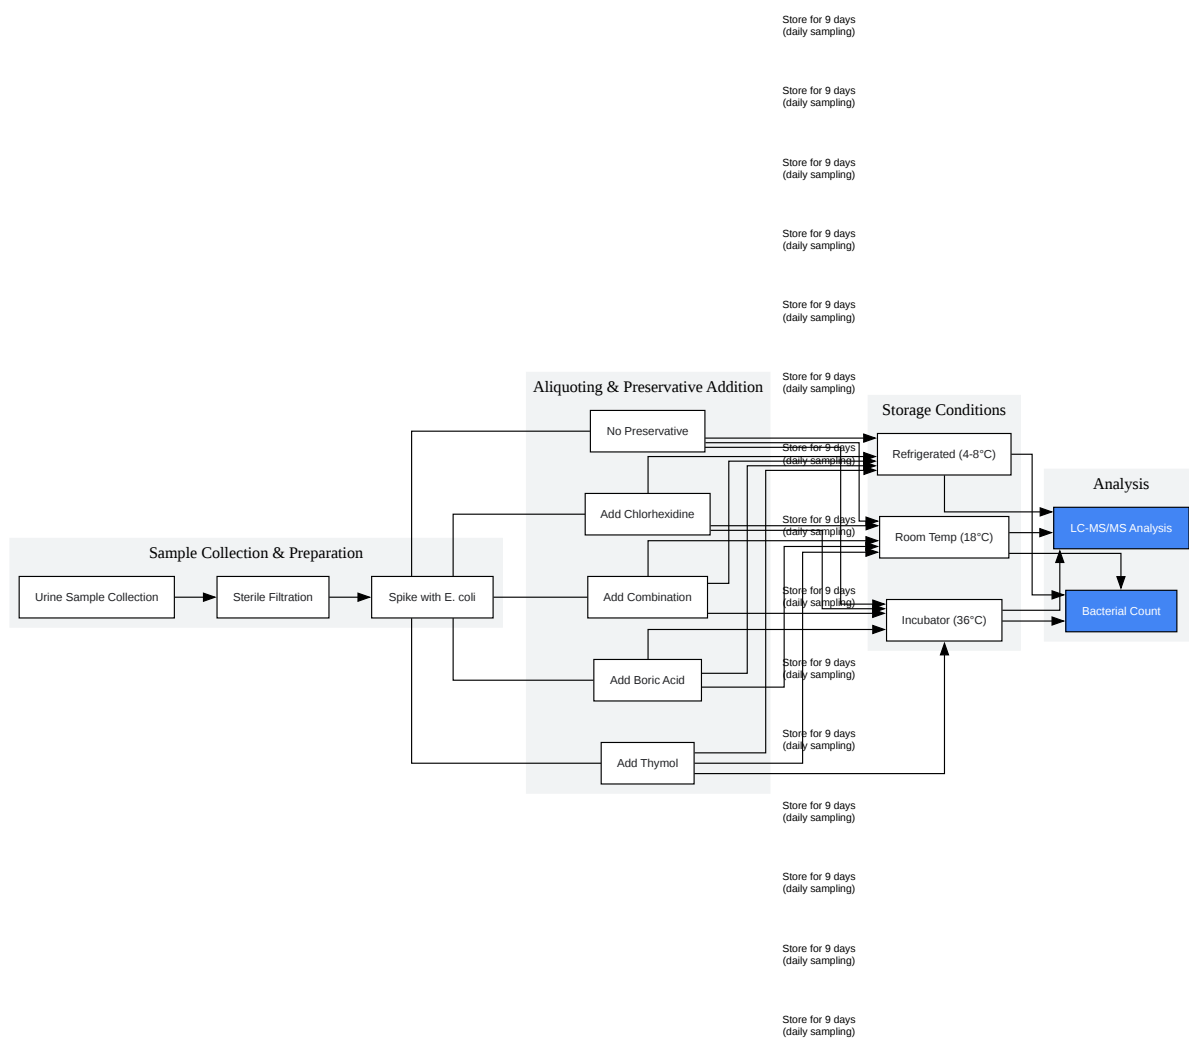 Sample Collection & Preparation
Urine Sample Collection
Sterile Filtration
Spike with E. coli
Aliquoting & Preservative Addition
No Preservative
Add Chlorhexidine
Add Combination
Add Boric Acid
Add Thymol
Store for 9 days
(daily sampling)
Store for 9 days
(daily sampling)
Store for 9 days
(daily sampling)
Store for 9 days
(daily sampling)
Store for 9 days
(daily sampling)
Store for 9 days
(daily sampling)
Store for 9 days
(daily sampling)
Store for 9 days
(daily sampling)
Store for 9 days
(daily sampling)
Store for 9 days
(daily sampling)
Store for 9 days
(daily sampling)
Store for 9 days
(daily sampling)
Store for 9 days
(daily sampling)
Store for 9 days
(daily sampling)
Store for 9 days
(daily sampling)
Storage Conditions
Refrigerated (4-8°C)
Room Temp (18°C)
Incubator (36°C)
Analysis
LC-MS/MS Analysis
Bacterial Count